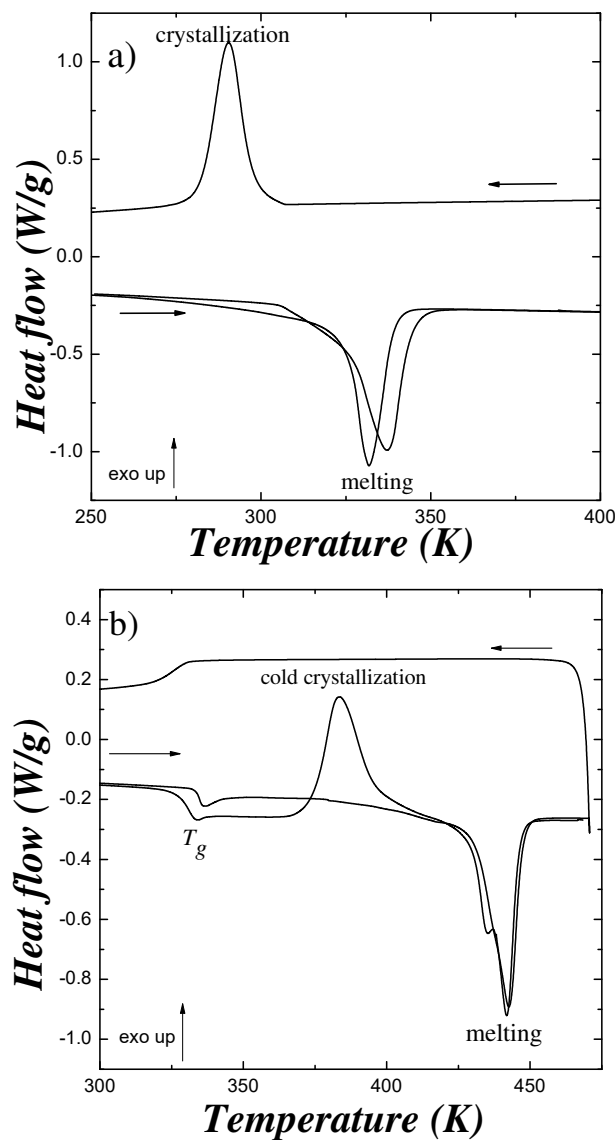 a)
crystallization
1.0
0.5
0.0
-0.5
-1.0
Heat flow (W/g)
exo up
melting
250
300
350
400
Temperature (K)
b)
0.4
0.2
0.0
-0.2
-0.4
-0.6
-0.8
-1.0
Heat flow (W/g)
cold crystallization
Tg
exo up
melting
300
350
400
450
Temperature (K)